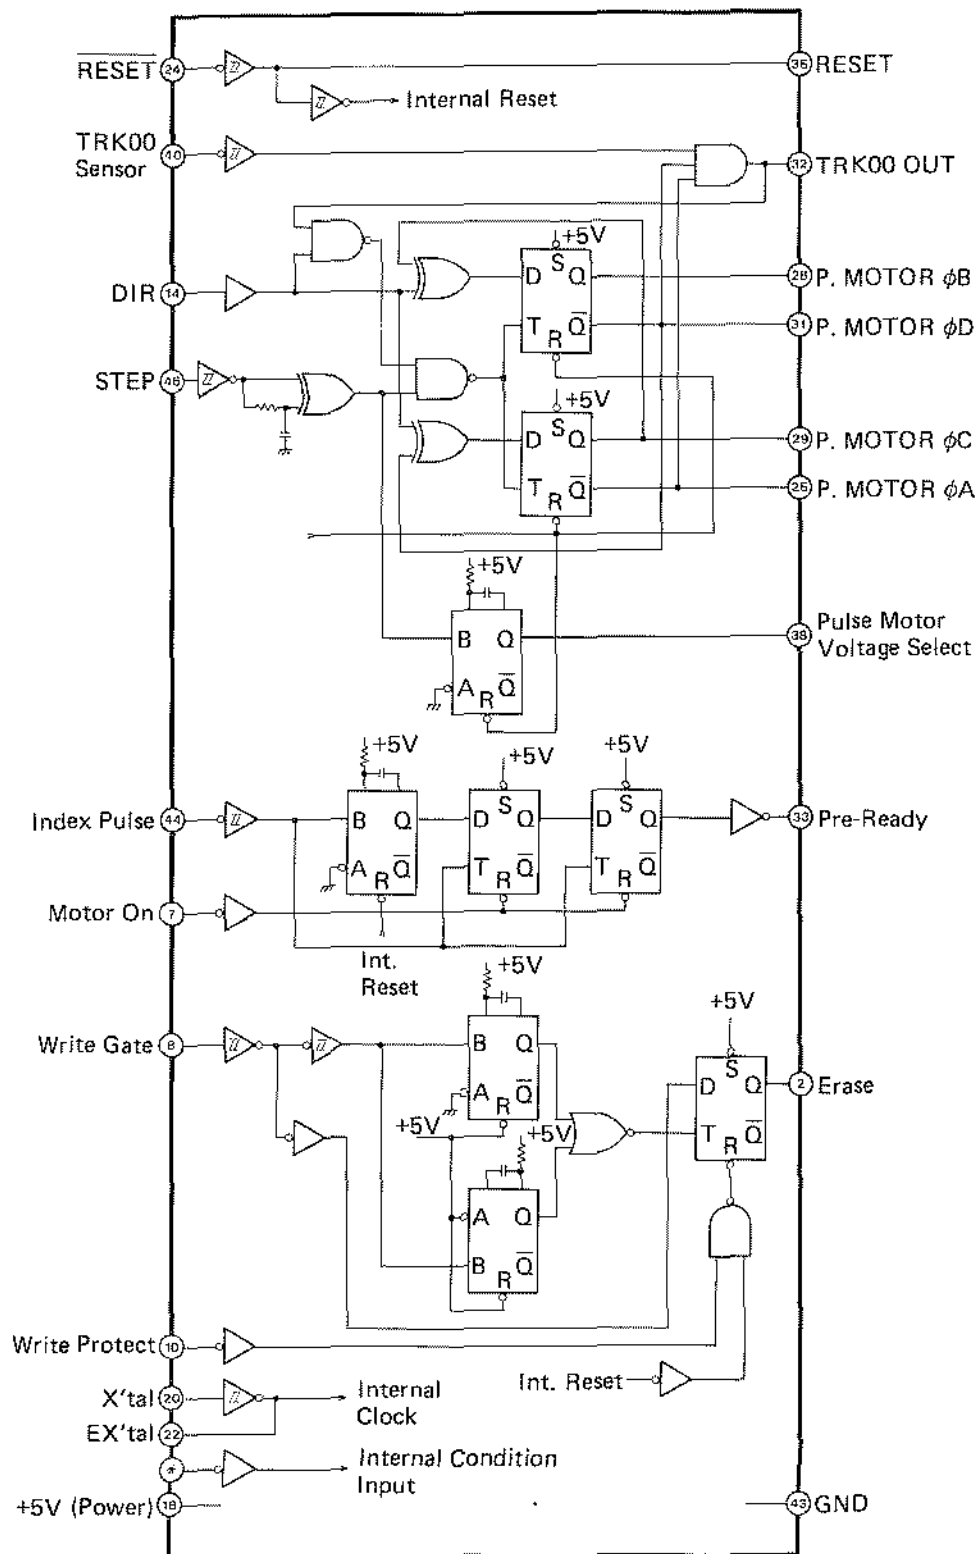 R̅E̅S̅E̅T̅ 24
35 RESET
Internal Reset
TRK00
Sensor 40
32 TRK00 OUT
+5V
D S Q
28 P. MOTOR φB
DIR 14
T R Q̅
31 P. MOTOR φD
STEP 46
+5V
D S Q
29 P. MOTOR φC
T R Q̅
P. MOTOR φA
+5V
B Q
38 Pulse Motor
Voltage Select
A R Q̅
+5V
+5V
+5V
Index Pulse 44
B Q
D S Q
D S Q
33 Pre-Ready
A R Q̅
T R Q̅
T R Q̅
Motor On 7
Int.
Reset
+5V
+5V
Write Gate 8
B Q
A R Q̅
D S Q
2 Erase
T R Q̅
+5V
+5V
A Q
B R Q̅
Write Protect 10
Int. Reset
X'tal 20
Internal
Clock
EX'tal 22
*
Internal Condition
Input
+5V (Power) 18
43 GND